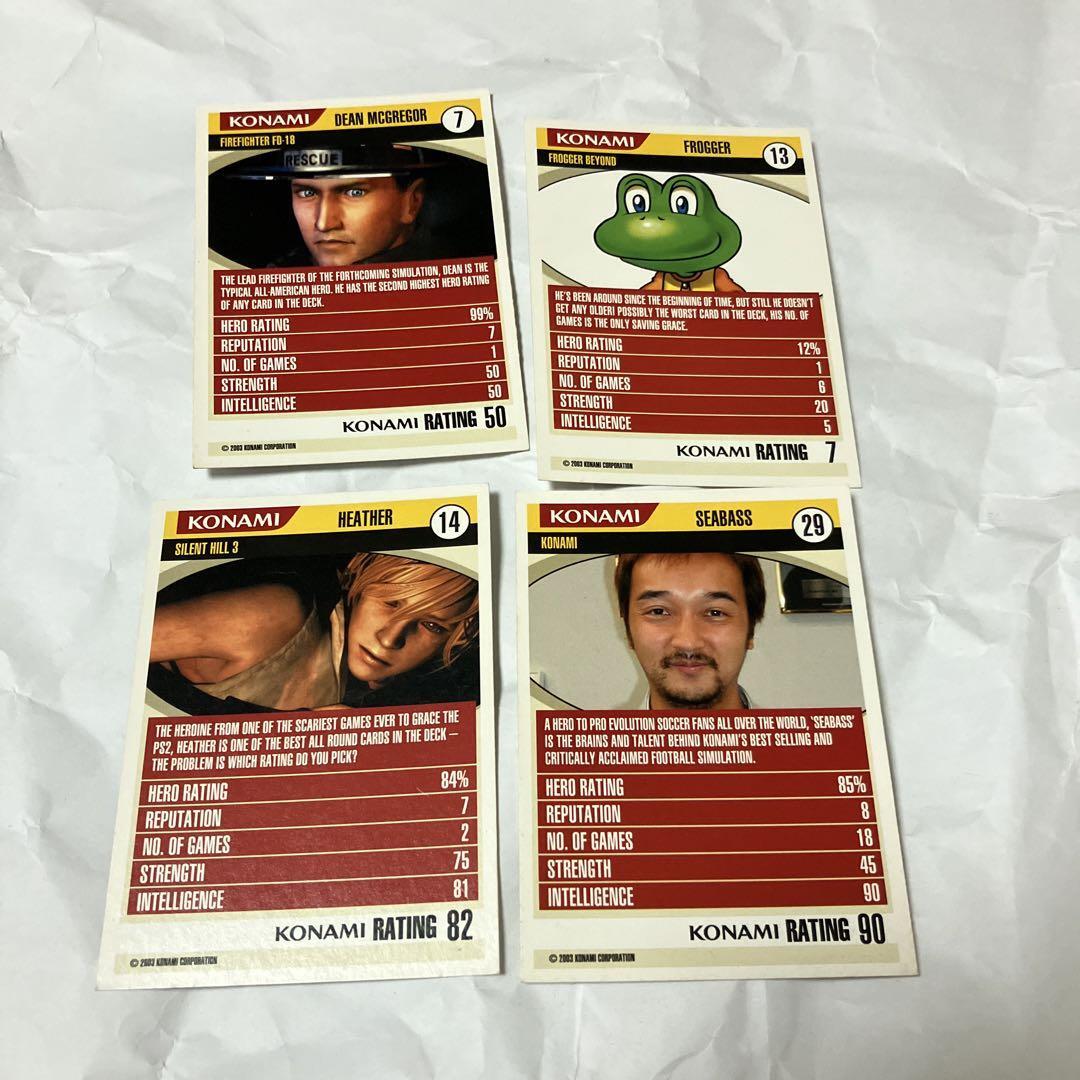 KONAMI DEAN MCGREGOR 7
FIREFIGHTER FD-18
RESCUE
THE LEAD FIREFIGHTER OF THE FORTHCOMING SIMULATION, DEAN IS THE
TYPICAL ALL-AMERICAN HERO. HE HAS THE SECOND HIGHEST HERO RATING
OF ANY CARD IN THE DECK.
HERO RATING 99%
REPUTATION 7
NO. OF GAMES 1
STRENGTH 50
INTELLIGENCE 50
KONAMI RATING 50
© 2003 KONAMI CORPORATION
KONAMI FROGGER 13
FROGGER BEYOND
HE'S BEEN AROUND SINCE THE BEGINNING OF TIME, BUT STILL HE DOESN'T
GET ANY OLDER! POSSIBLY THE WORST CARD IN THE DECK, HIS NO. OF
GAMES IS THE ONLY SAVING GRACE.
HERO RATING 12%
REPUTATION 1
NO. OF GAMES 6
STRENGTH 20
INTELLIGENCE 5
KONAMI RATING 7
© 2003 KONAMI CORPORATION
KONAMI HEATHER 14
SILENT HILL 3
THE HEROINE FROM ONE OF THE SCARIEST GAMES EVER TO GRACE THE
PS2, HEATHER IS ONE OF THE BEST ALL ROUND CARDS IN THE DECK –
THE PROBLEM IS WHICH RATING DO YOU PICK?
HERO RATING 84%
REPUTATION 7
NO. OF GAMES 2
STRENGTH 75
INTELLIGENCE 81
KONAMI RATING 82
© 2003 KONAMI CORPORATION
KONAMI SEABASS 29
KONAMI
A HERO TO PRO EVOLUTION SOCCER FANS ALL OVER THE WORLD, 'SEABASS'
IS THE BRAINS AND TALENT BEHIND KONAMI'S BEST SELLING AND
CRITICALLY ACCLAIMED FOOTBALL SIMULATION.
HERO RATING 85%
REPUTATION 8
NO. OF GAMES 18
STRENGTH 45
INTELLIGENCE 90
KONAMI RATING 90
© 2003 KONAMI CORPORATION